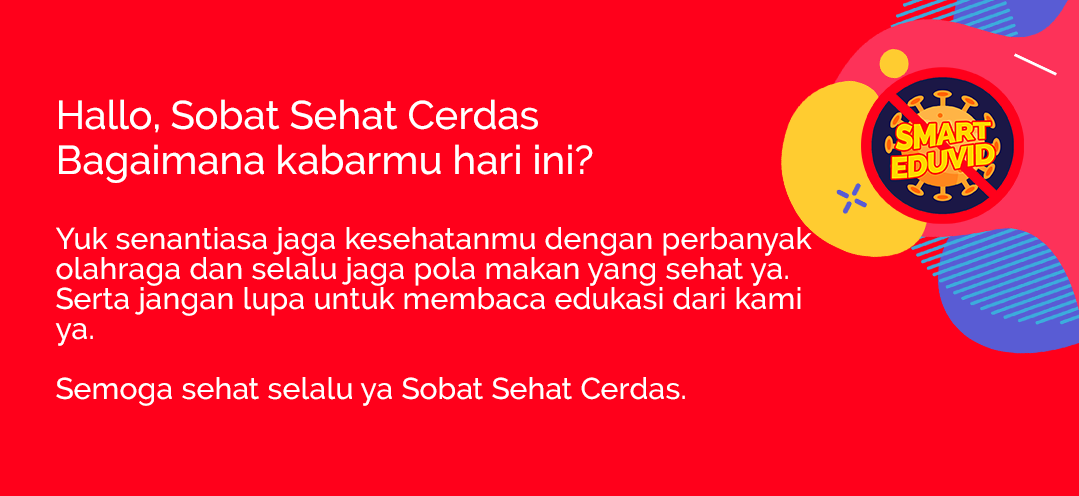 Hallo, Sobat Sehat Cerdas
Bagaimana kabarmu hari ini?
Yuk senantiasa jaga kesehatanmu dengan perbanyak
olahraga dan selalu jaga pola makan yang sehat ya.
Serta jangan lupa untuk membaca edukasi dari kami
ya.
Semoga sehat selalu ya Sobat Sehat Cerdas.
SMART
EDUVID